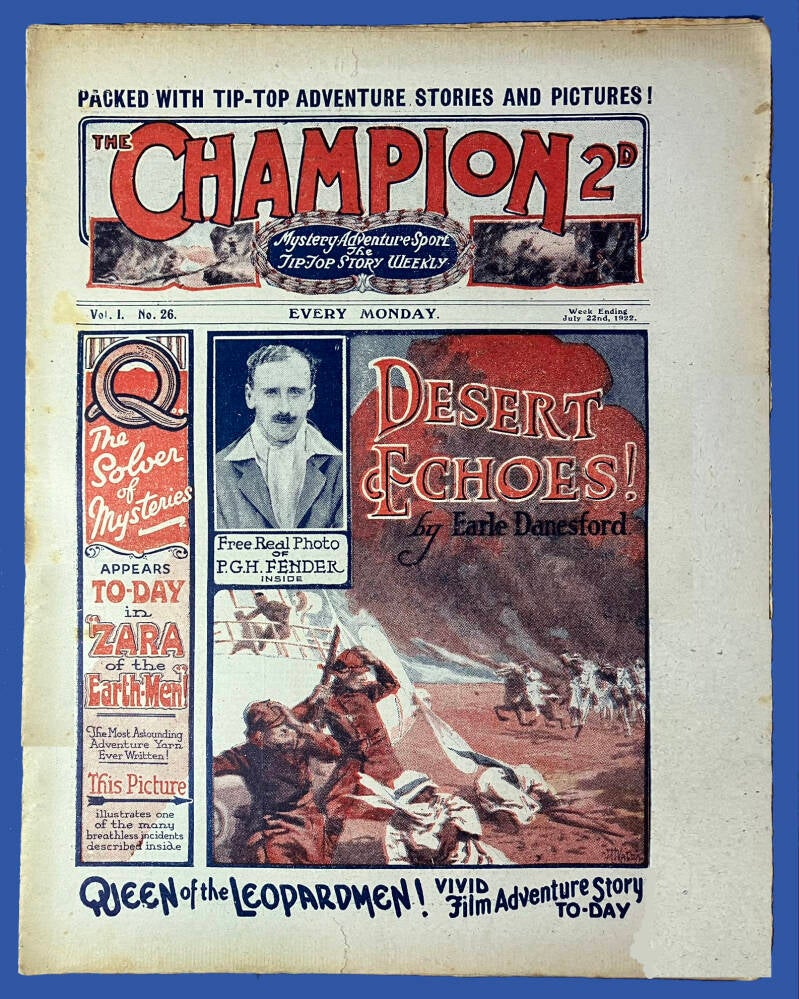 PACKED WITH TIP-TOP ADVENTURE STORIES AND PICTURES!
THE CHAMPION 2D
Mystery·Adventure·Sport
The
TIP-TOP STORY WEEKLY
Vol. I. No. 26.
EVERY MONDAY.
Week Ending
July 22nd, 1922.
Q
The
Solver
of
Mysteries
APPEARS
TO-DAY
in
"ZARA
of the
Earth-Men"
The Most Astounding
Adventure Yarn
Ever Written!
This Picture
illustrates one
of the many
breathless incidents
described inside
Free Real Photo
OF
P.G.H. FENDER
INSIDE
DESERT
ECHOES!
by Earle Danesford
QUEEN of the LEOPARDMEN!
VIVID
Film Adventure Story
TO-DAY